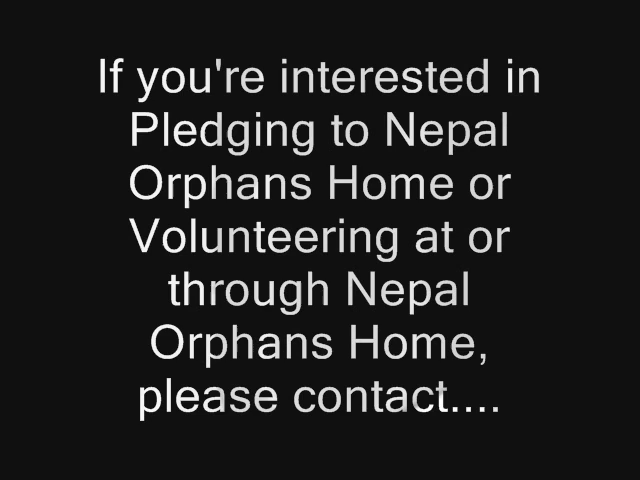 If you're interested in
Pledging to Nepal
Orphans Home or
Volunteering at or
through Nepal
Orphans Home,
please contact....